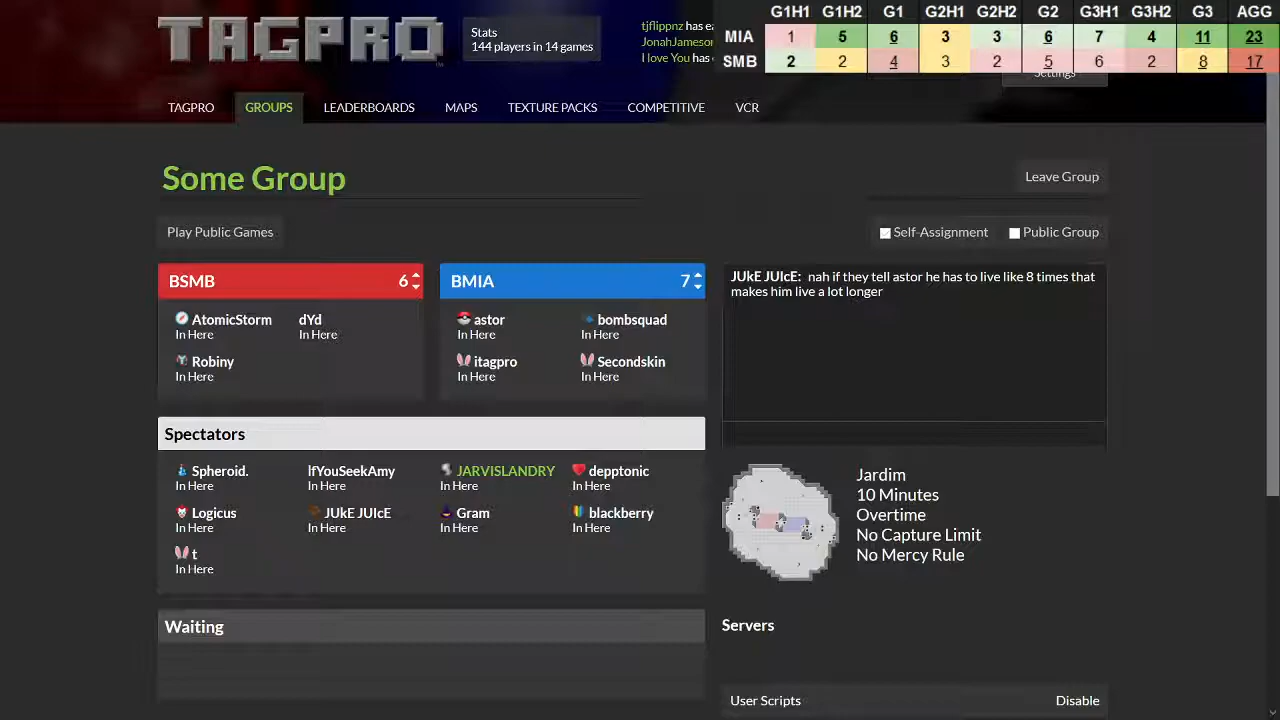 TAGPRO
Stats
144 players in 14 games
tjflippnz has ea
JonahJameson
I love You has
G1H1 G1H2 G1 G2H1 G2H2 G2 G3H1 G3H2 G3 AGG
MIA 1 5 6 3 3 6 7 4 11 23
SMB 2 2 4 3 2 5 6 2 8 17
Settings
TAGPRO GROUPS LEADERBOARDS MAPS TEXTURE PACKS COMPETITIVE VCR
Some Group
Leave Group
Play Public Games
Self-Assignment
Public Group
BSMB 6
AtomicStorm dYd
In Here In Here
Robiny
In Here
BMIA 7
astor bombsquad
In Here In Here
itagpro Secondskin
In Here In Here
JUkE JUIcE: nah if they tell astor he has to live like 8 times that
makes him live a lot longer
Spectators
Spheroid. IfYouSeekAmy JARVISLANDRY depptonic
In Here In Here In Here In Here
Logicus JUkE JUIcE Gram blackberry
In Here In Here In Here In Here
t
In Here
Jardim
10 Minutes
Overtime
No Capture Limit
No Mercy Rule
Waiting
Servers
User Scripts Disable